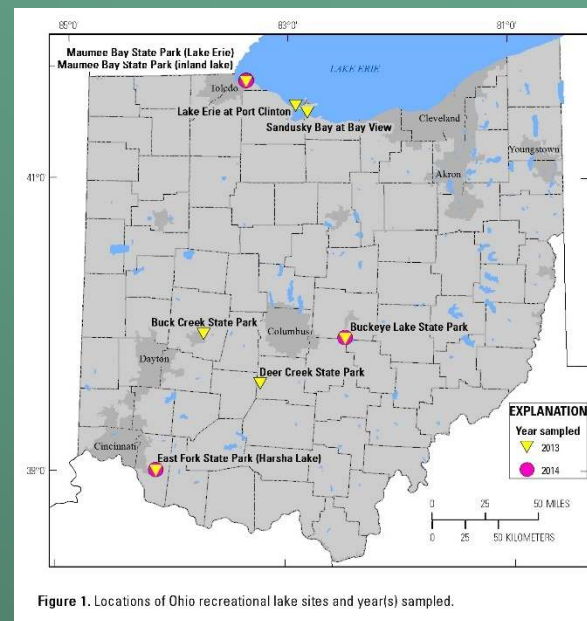 85°0'
83°0'
81°0'
Maumee Bay State Park (Lake Erie)
Maumee Bay State Park (inland lake)
LAKE ERIE
Toledo
Lake Erie at Port Clinton
Sandusky Bay at Bay View
Cleveland
Youngstown
Akron
41°0'
41°0'
Buck Creek State Park
Columbus
Buckeye Lake State Park
Dayton
Deer Creek State Park
EXPLANATION
Year sampled
2013
2014
Cincinnati
East Fork State Park (Harsha Lake)
39°0'
0 25 50 MILES
0 25 50 KILOMETERS
Figure 1. Locations of Ohio recreational lake sites and year(s) sampled.